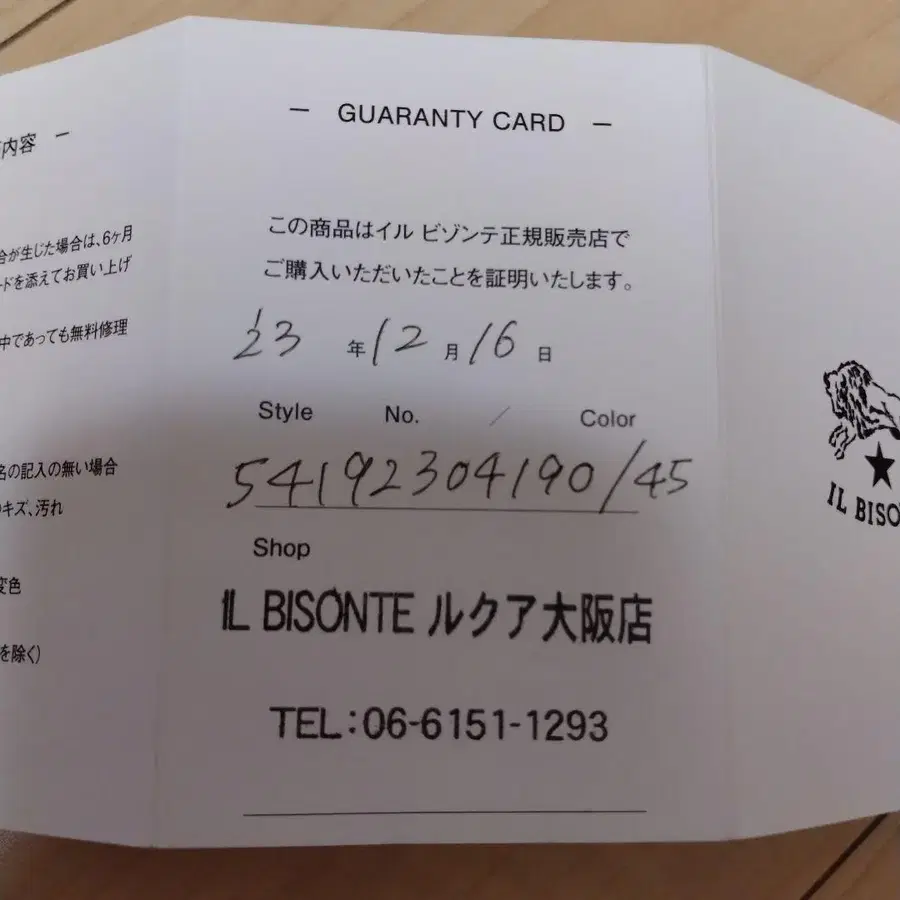 内容 −
− GUARANTY CARD −
合が生じた場合は、6ヶ月
ードを添えてお買い上げ
中であっても無料修理
名の記入の無い場合
キズ、汚れ
変色
を除く)
この商品はイル ビゾンテ正規販売店で
ご購入いただいたことを証明いたします。
'23 年 12 月 16 日
Style No. / Color
54192304190/45
Shop
IL BISONTE ルクア大阪店
TEL:06-6151-1293
IL BISO